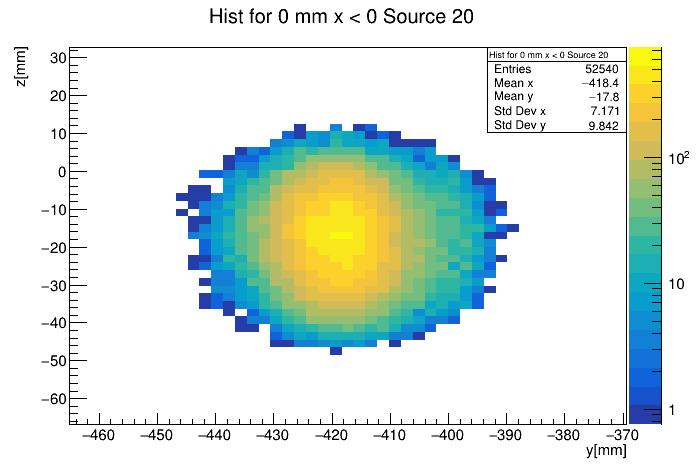 Hist for 0 mm x < 0 Source 20
z[mm]
30
20
10
0
−10
−20
−30
−40
−50
−60
Hist for 0 mm x < 0 Source 20
Entries 52540
Mean x −418.4
Mean y −17.8
Std Dev x 7.171
Std Dev y 9.842
10²
10
1
−460 −450 −440 −430 −420 −410 −400 −390 −380 −370
y[mm]